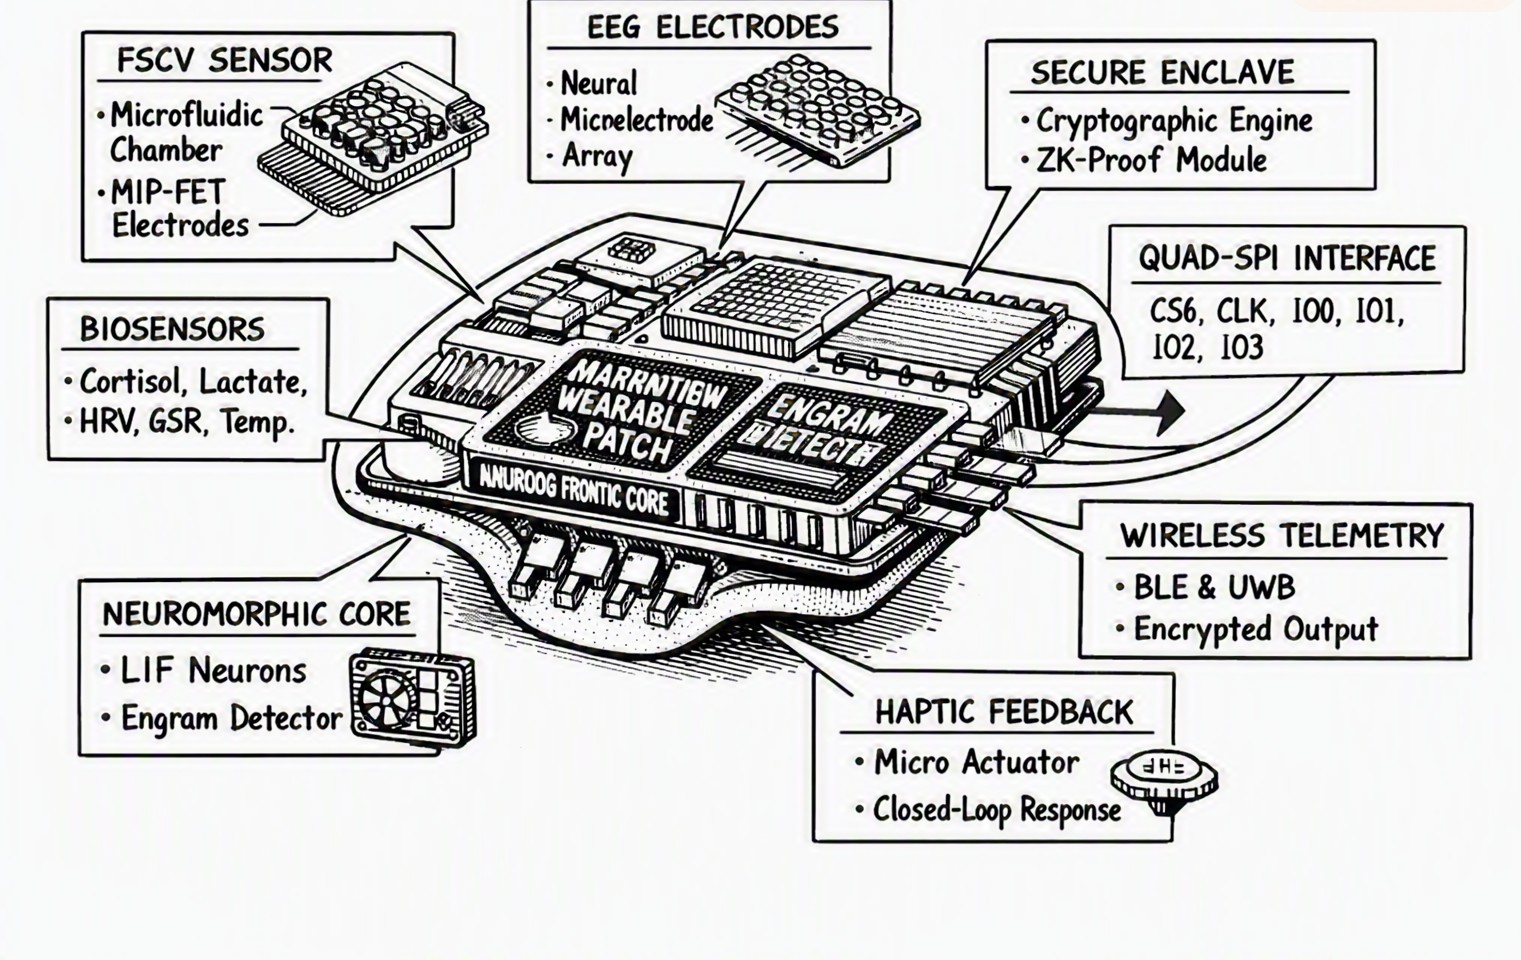 FSCV SENSOR
• Microfluidic
Chamber
• MIP-FET
Electrodes
EEG ELECTRODES
· Neural
· Micnelectrode
· Array
SECURE ENCLAVE
• Cryptographic Engine
• ZK-Proof Module
QUAD-SPI INTERFACE
CS6, CLK, IO0, IO1,
IO2, IO3
BIOSENSORS
• Cortisol, Lactate,
• HRV, GSR, Temp.
MARRNTIBW
WEARABLE
PATCH
ENGRAM
NNUROOG FRONTIC CORE
WIRELESS TELEMETRY
• BLE & UWB
• Encrypted Output
NEUROMORPHIC CORE
• LIF Neurons
• Engram Detector
HAPTIC FEEDBACK
• Micro Actuator
• Closed-Loop Response